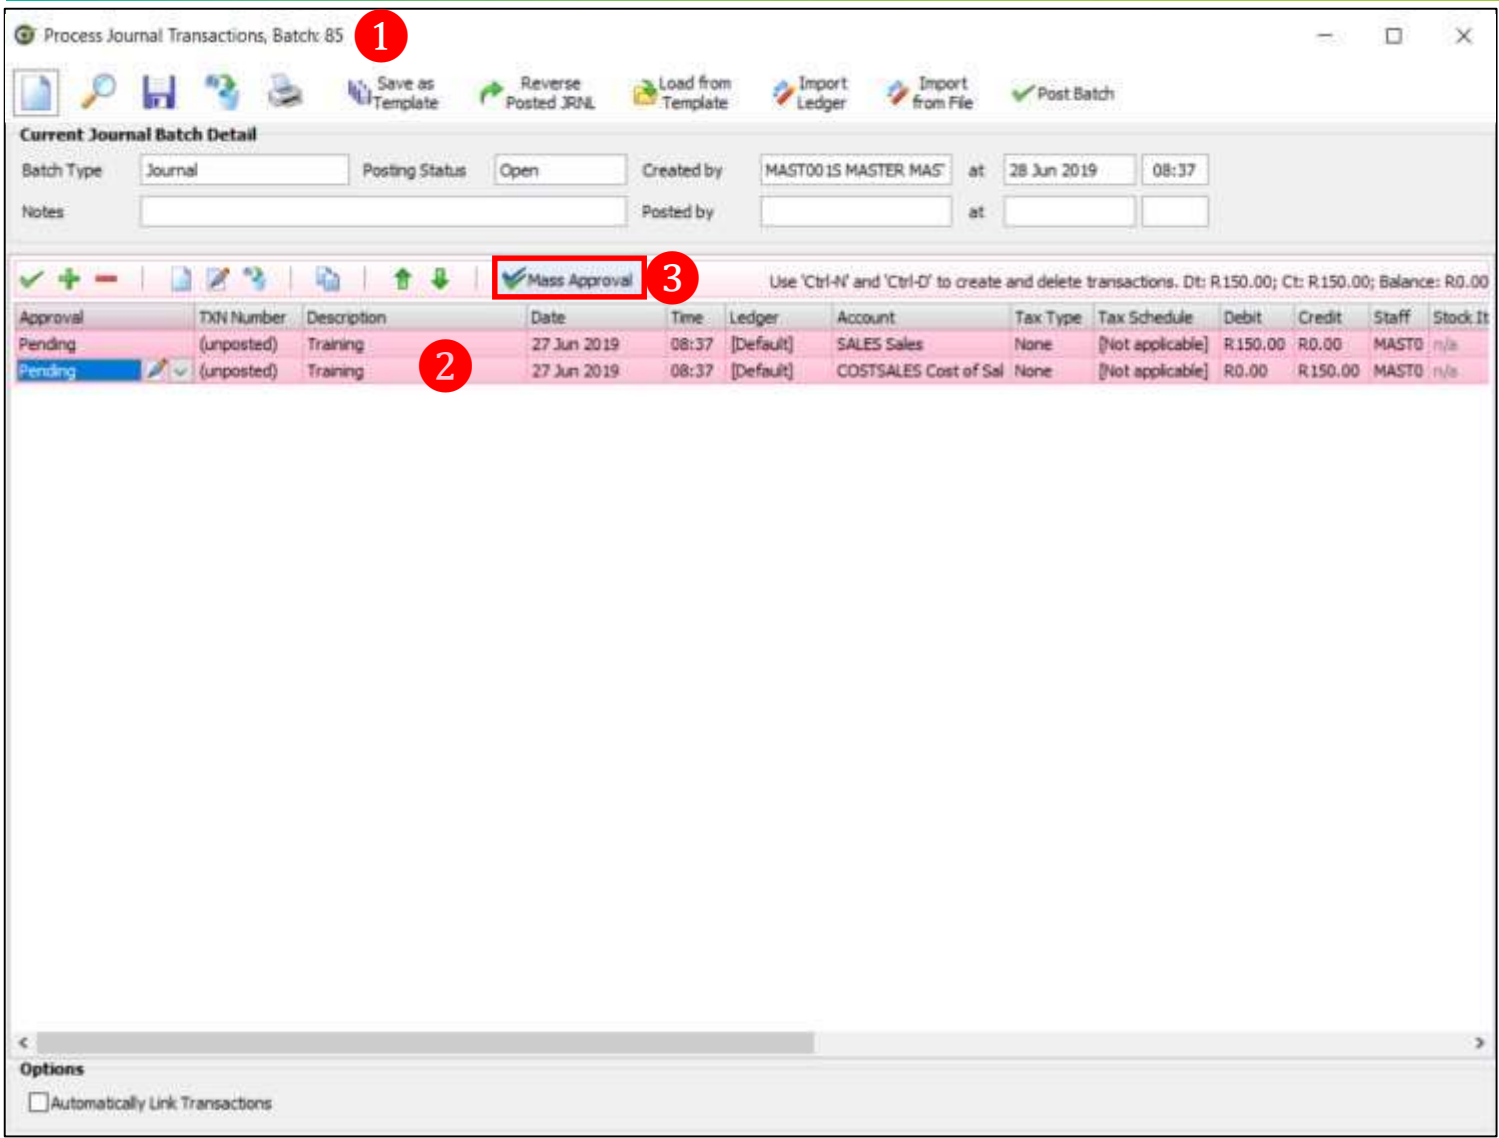 Process Journal Transactions, Batch: 85 1
Save as Template Reverse Posted JRNL Load from Template Import Ledger Import from File Post Batch
Current Journal Batch Detail
Batch Type Journal Posting Status Open Created by MAST001S MASTER MAS at 28 Jun 2019 08:37
Notes Posted by at
Mass Approval 3 Use 'Ctrl-N' and 'Ctrl-D' to create and delete transactions. Dt: R150.00; Ct: R150.00; Balance: R0.00
Approval TXN Number Description Date Time Ledger Account Tax Type Tax Schedule Debit Credit Staff Stock It
Pending (unposted) Training 27 Jun 2019 08:37 [Default] SALES Sales None [Not applicable] R150.00 R0.00 MAST0 n/a
Pending (unposted) Training 2 27 Jun 2019 08:37 [Default] COSTSALES Cost of Sal None [Not applicable] R0.00 R150.00 MAST0 n/a
Options
Automatically Link Transactions